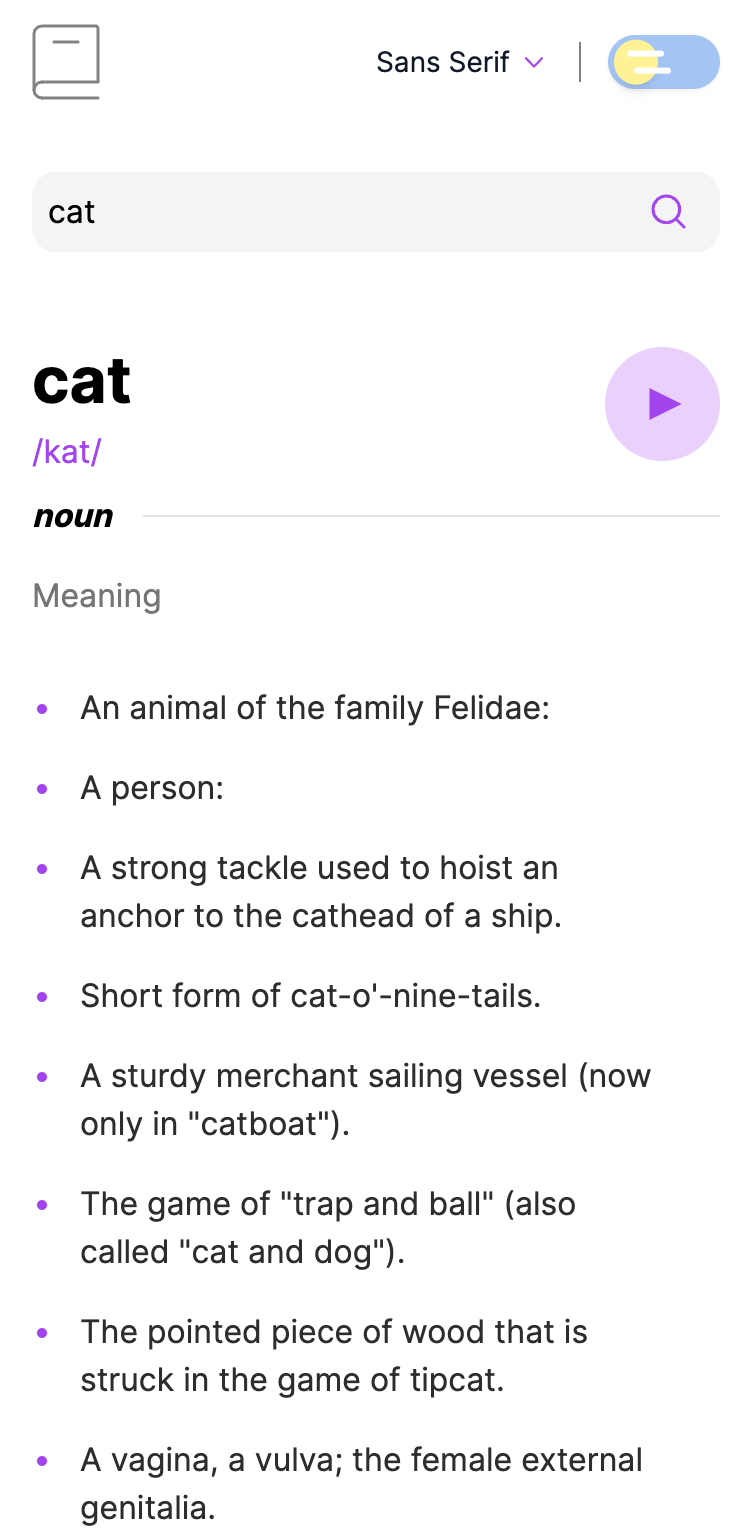 Sans Serif
cat
cat
/kat/
noun
Meaning
• An animal of the family Felidae:
• A person:
• A strong tackle used to hoist an
anchor to the cathead of a ship.
• Short form of cat-o'-nine-tails.
• A sturdy merchant sailing vessel (now
only in "catboat").
• The game of "trap and ball" (also
called "cat and dog").
• The pointed piece of wood that is
struck in the game of tipcat.
• A vagina, a vulva; the female external
genitalia.